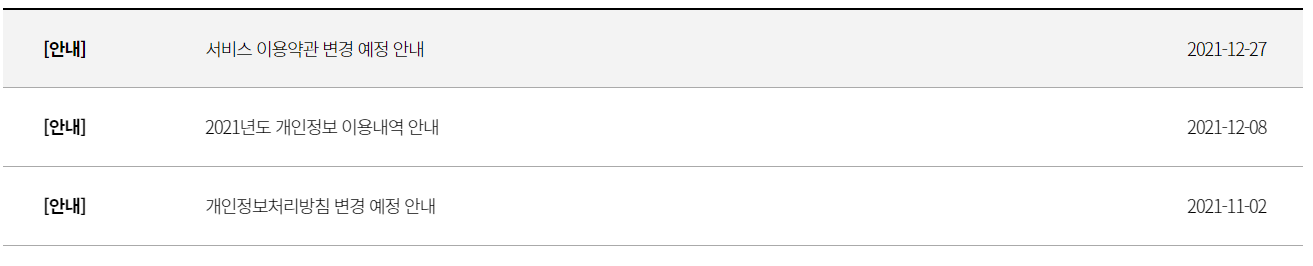 [안내] 서비스 이용약관 변경 예정 안내 2021-12-27
[안내] 2021년도 개인정보 이용내역 안내 2021-12-08
[안내] 개인정보처리방침 변경 예정 안내 2021-11-02